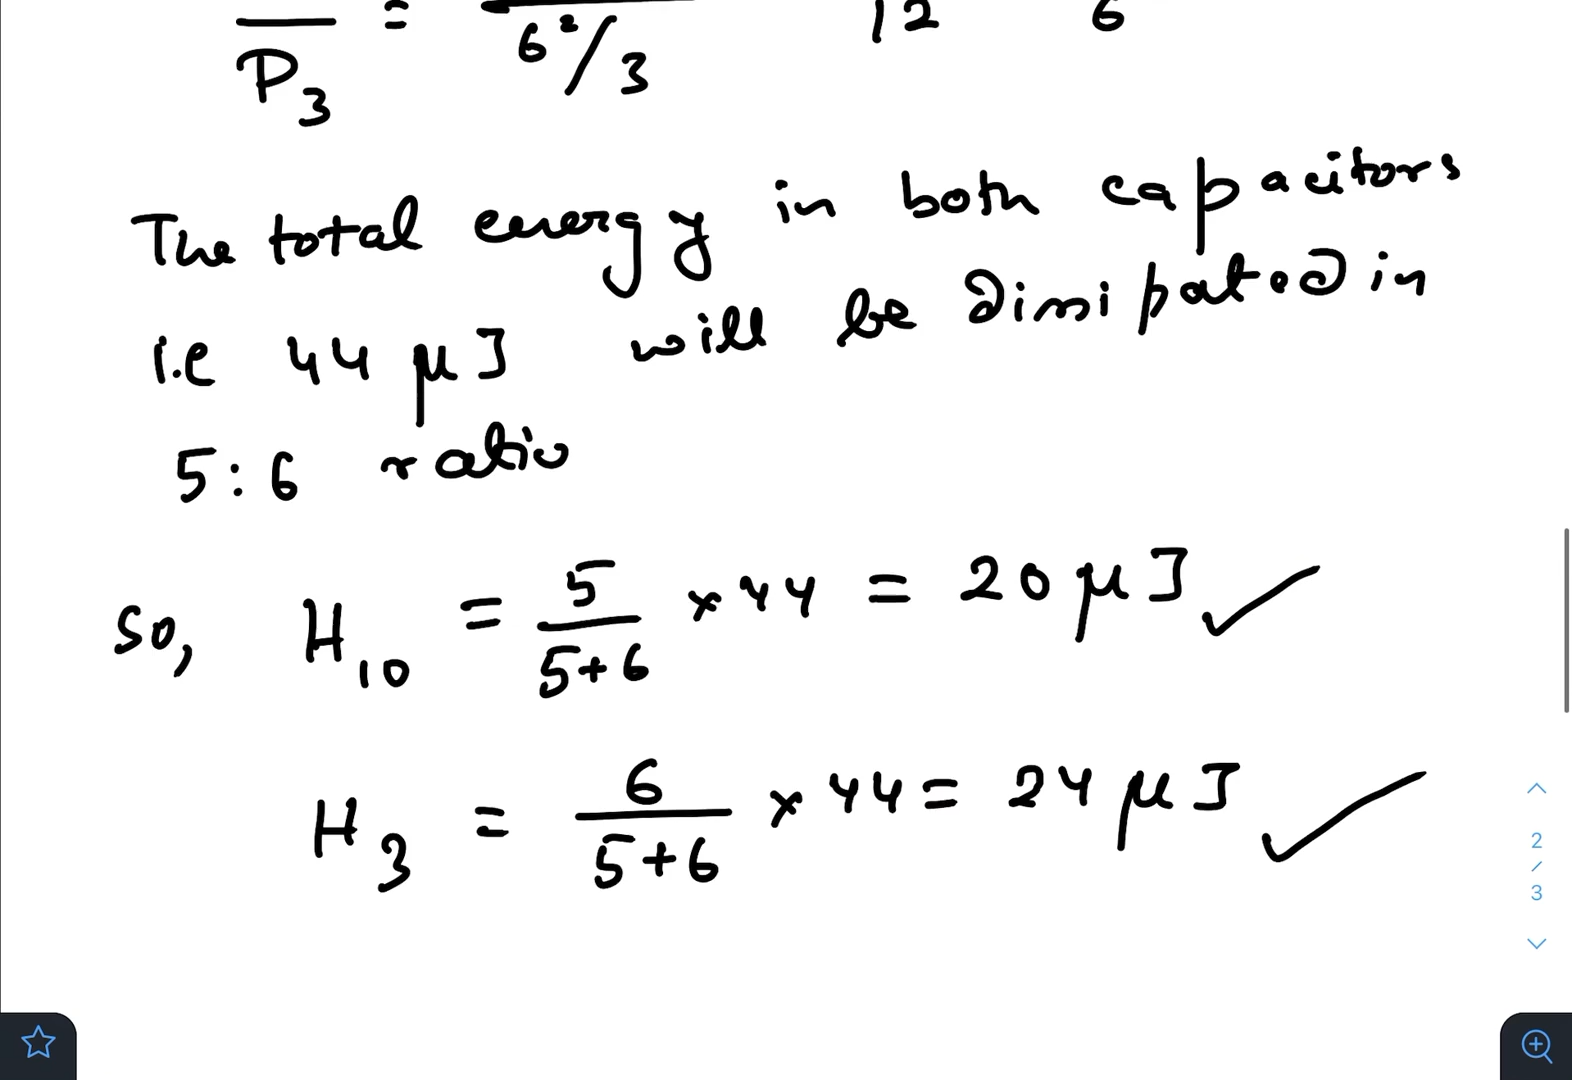 = 12 6
P3 6²/3
The total energy in both capacitors
i.e 44 μJ will be dissipated in
5:6 ratio
So, H10 = 5/5+6 × 44 = 20 μJ ✓
H3 = 6/5+6 × 44 = 24 μJ ✓
2
/
3